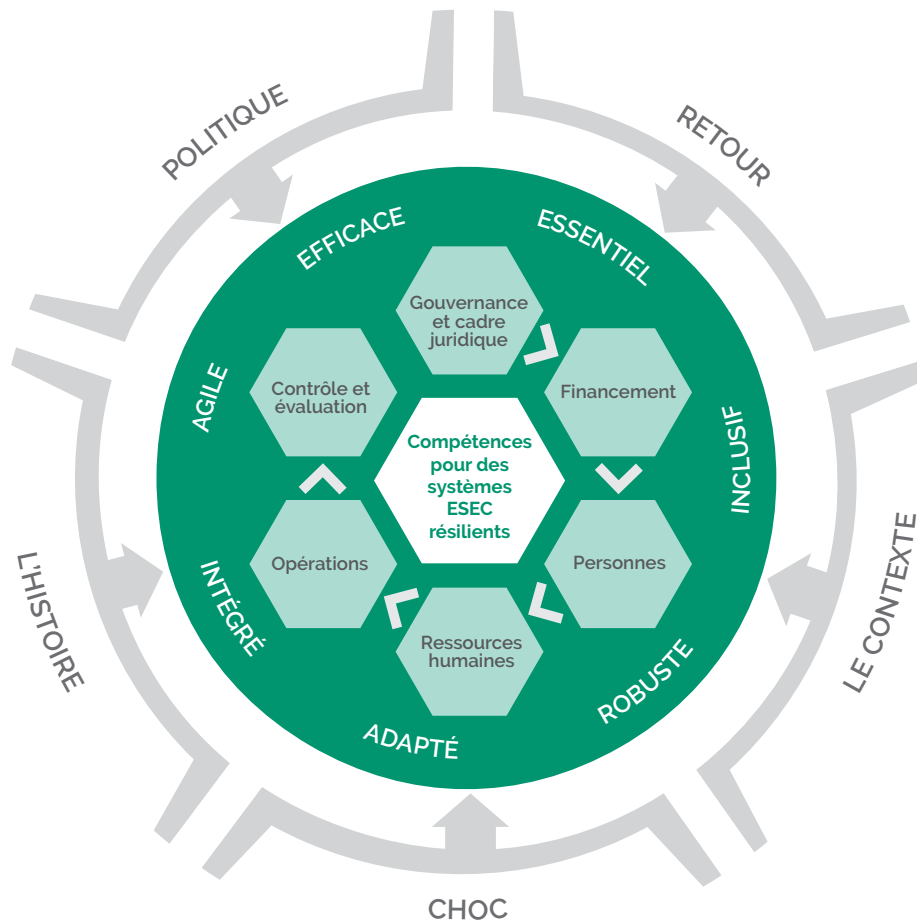 POLITIQUE
RETOUR
EFFICACE
ESSENTIEL
Gouvernance
et cadre
juridique
AGILE
Contrôle et
évaluation
Financement
INCLUSIF
Compétences
pour des
systèmes
ESEC
résilients
L'HISTOIRE
INTÉGRÉ
Opérations
Personnes
LE CONTEXTE
Ressources
humaines
ROBUSTE
ADAPTÉ
CHOC